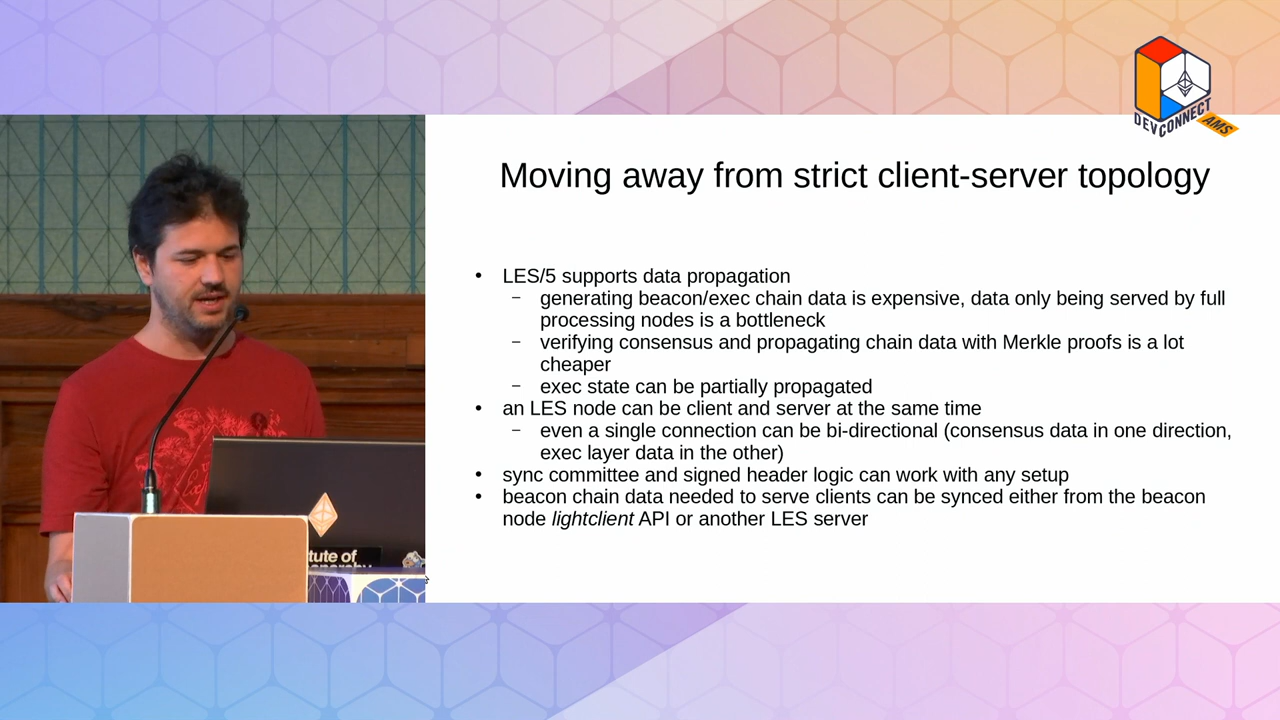 DEVCONNECT
AMS
Moving away from strict client-server topology
• LES/5 supports data propagation
– generating beacon/exec chain data is expensive, data only being served by full
processing nodes is a bottleneck
– verifying consensus and propagating chain data with Merkle proofs is a lot
cheaper
– exec state can be partially propagated
• an LES node can be client and server at the same time
– even a single connection can be bi-directional (consensus data in one direction,
exec layer data in the other)
• sync committee and signed header logic can work with any setup
• beacon chain data needed to serve clients can be synced either from the beacon
node lightclient API or another LES server
tute of